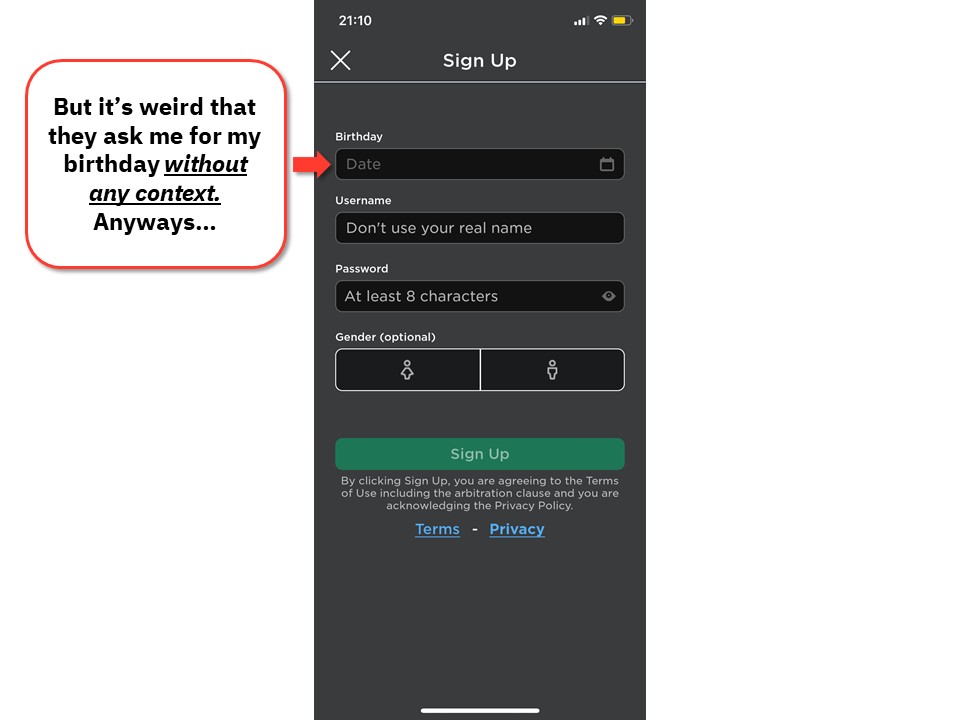 21:10
Sign Up
But it’s weird that
they ask me for my
birthday without
any context.
Anyways...
Birthday
Date
Username
Don't use your real name
Password
At least 8 characters
Gender (optional)
Sign Up
By clicking Sign Up, you are agreeing to the Terms
of Use including the arbitration clause and you are
acknowledging the Privacy Policy.
Terms - Privacy